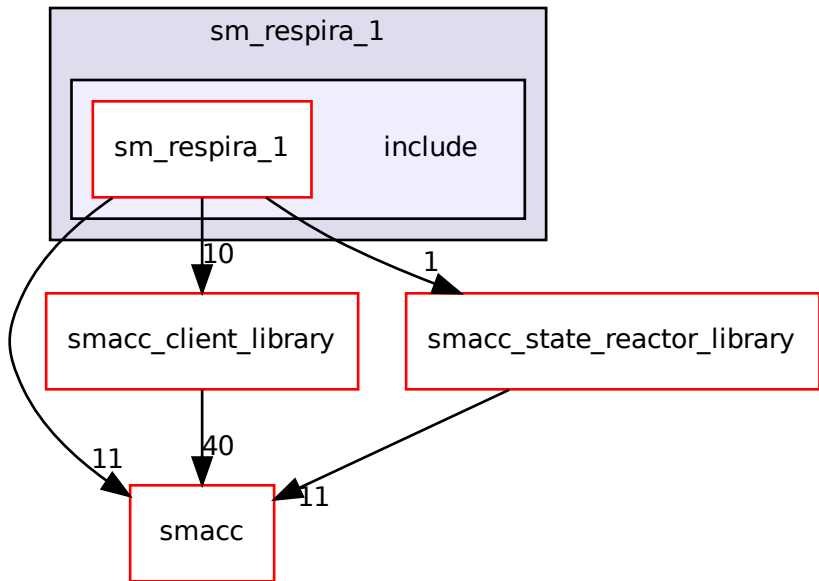 sm_respira_1
sm_respira_1
include
10
1
smacc_client_library
smacc_state_reactor_library
11
40
11
smacc